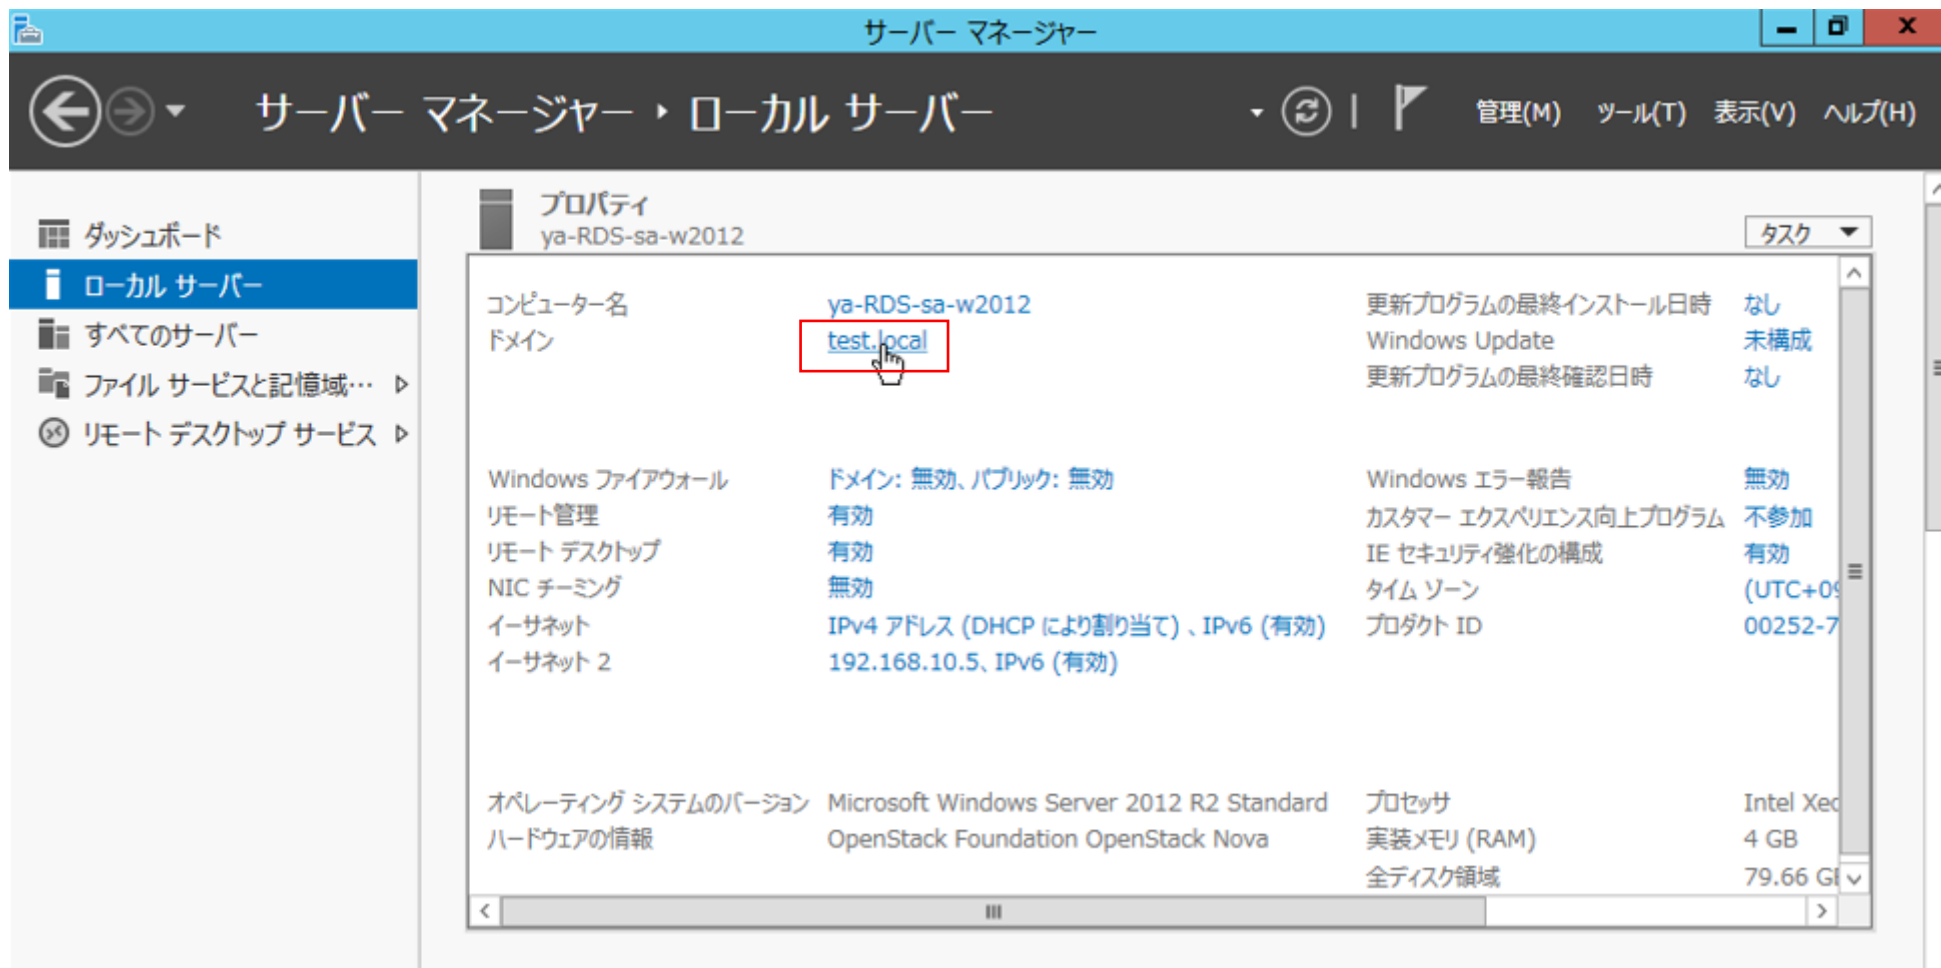 サーバー マネージャー
サーバー マネージャー ・ ローカル サーバー
管理(M) ツール(T) 表示(V) ヘルプ(H)
ダッシュボード
ローカル サーバー
すべてのサーバー
ファイル サービスと記憶域…
リモート デスクトップ サービス
プロパティ
ya-RDS-sa-w2012
タスク
コンピューター名 ya-RDS-sa-w2012 更新プログラムの最終インストール日時 なし
ドメイン test.local Windows Update 未構成
更新プログラムの最終確認日時 なし
Windows ファイアウォール ドメイン: 無効、パブリック: 無効 Windows エラー報告 無効
リモート管理 有効 カスタマー エクスペリエンス向上プログラム 不参加
リモート デスクトップ 有効 IE セキュリティ強化の構成 有効
NIC チーミング 無効 タイム ゾーン (UTC+09
イーサネット IPv4 アドレス (DHCP により割り当て) 、IPv6 (有効) プロダクト ID 00252-7
イーサネット 2 192.168.10.5、IPv6 (有効)
オペレーティング システムのバージョン Microsoft Windows Server 2012 R2 Standard プロセッサ Intel Xeo
ハードウェアの情報 OpenStack Foundation OpenStack Nova 実装メモリ (RAM) 4 GB
全ディスク領域 79.66 GB